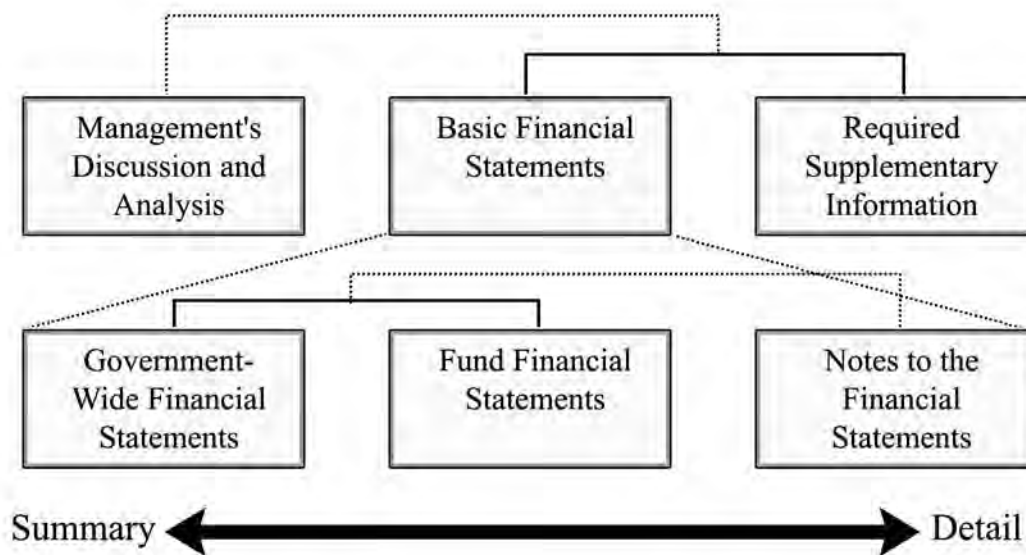 Management's
Discussion and
Analysis
Basic Financial
Statements
Required
Supplementary
Information
Government-
Wide Financial
Statements
Fund Financial
Statements
Notes to the
Financial
Statements
Summary
Detail